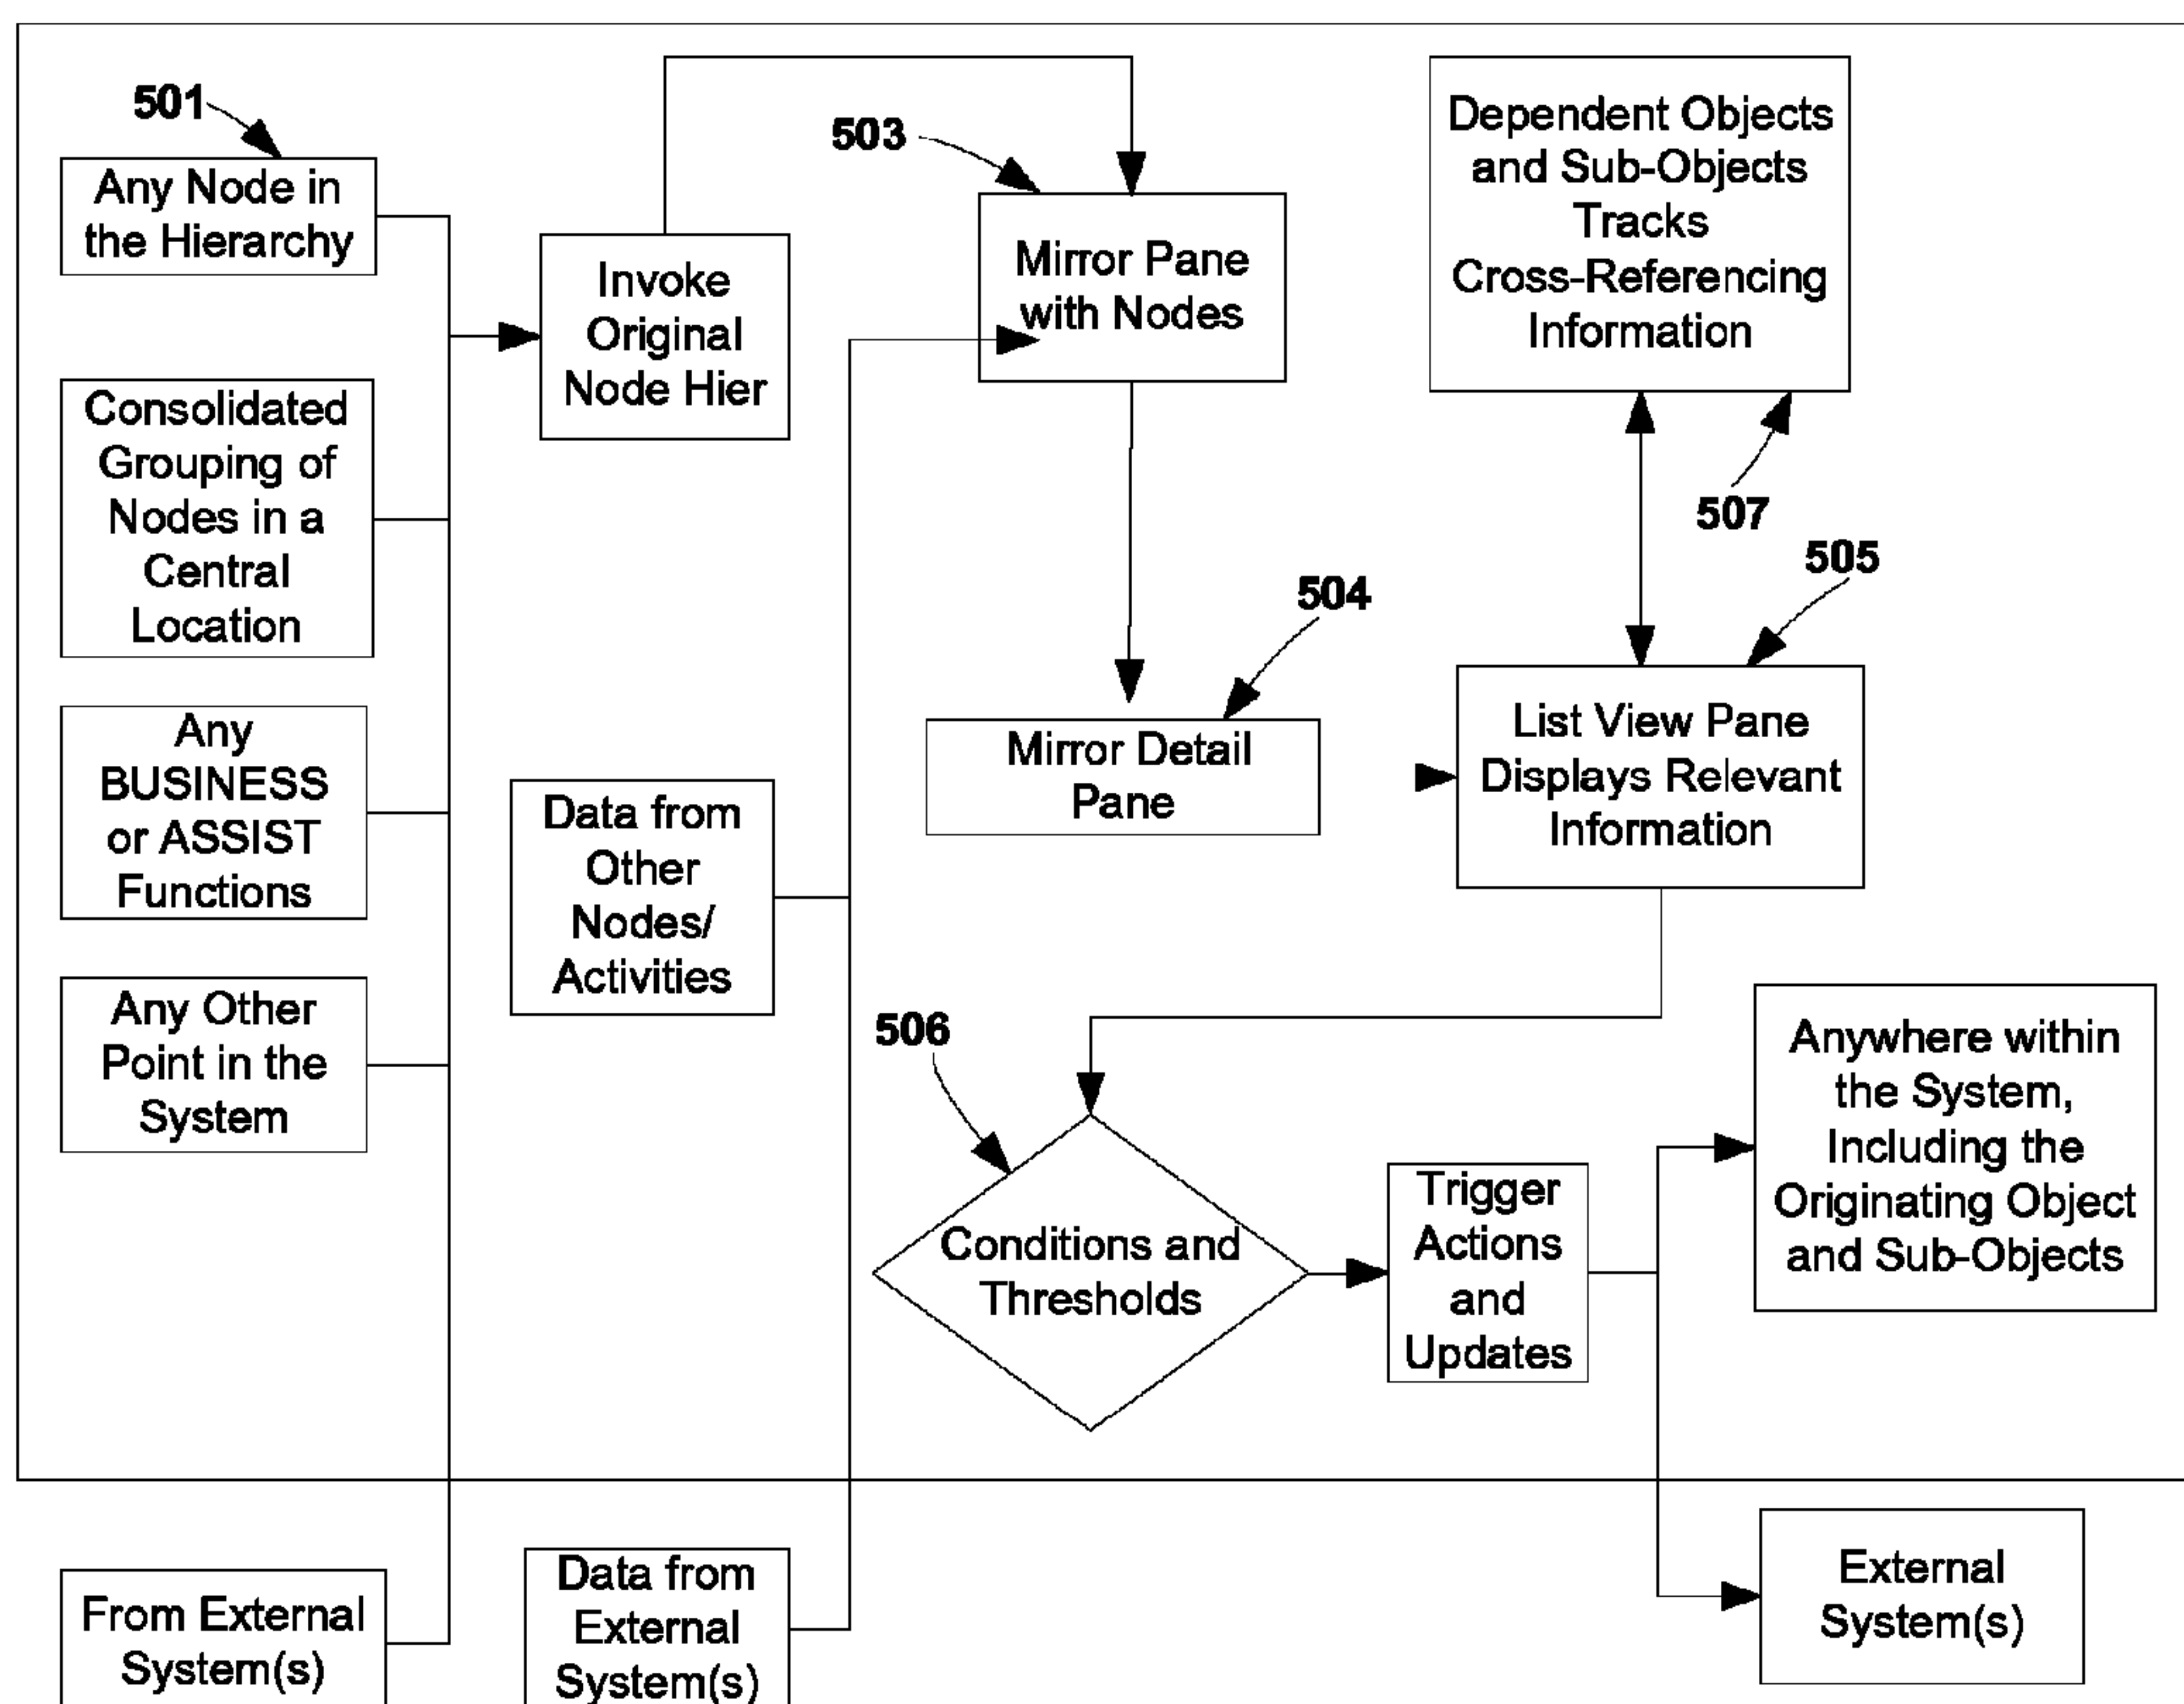 501
Any Node in
the Hierarchy
Consolidated
Grouping of
Nodes in a
Central
Location
Any
BUSINESS
or ASSIST
Functions
Any Other
Point in the
System
From External
System(s)
Invoke
Original
Node Hier
Data from
Other
Nodes/
Activities
Data from
External
System(s)
503
Mirror Pane
with Nodes
504
Mirror Detail
Pane
Dependent Objects
and Sub-Objects
Tracks
Cross-Referencing
Information
507
505
List View Pane
Displays Relevant
Information
506
Conditions and
Thresholds
Trigger
Actions
and
Updates
Anywhere within
the System,
Including the
Originating Object
and Sub-Objects
External
System(s)